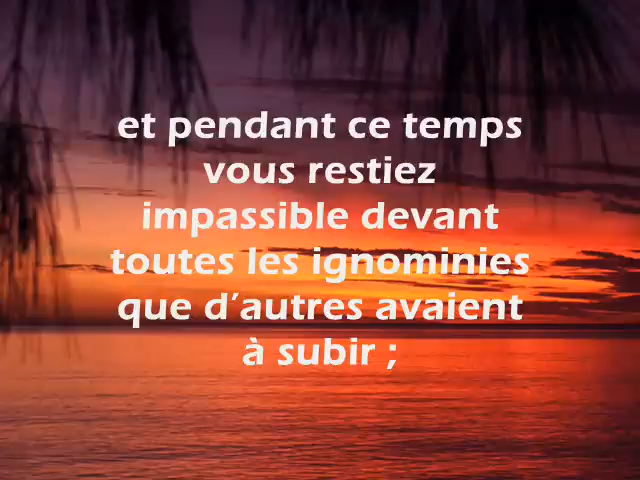 et pendant ce temps
vous restiez
impassible devant
toutes les ignominies
que d’autres avaient
à subir ;